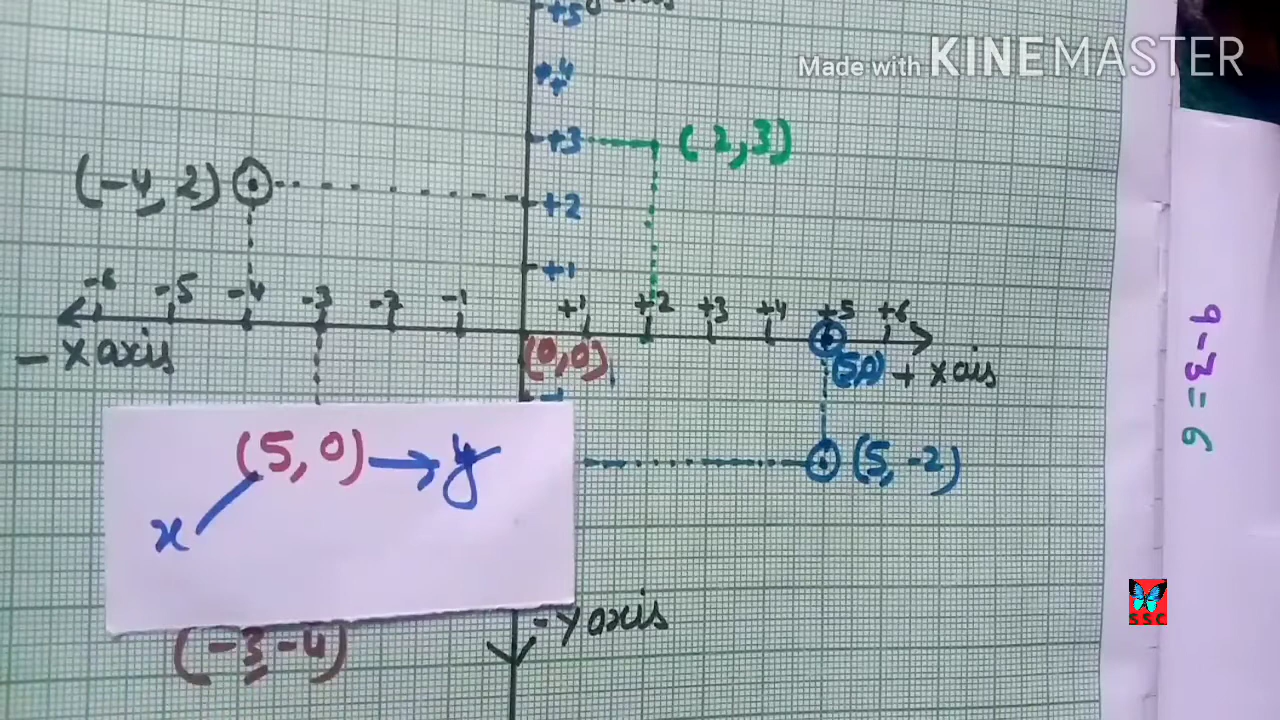 +5
Made with KINEMASTER
+4
+3 (2,3)
(-4,2) +2
+1
-6 -5 -4 -3 -2 -1 +1 +2 +3 +4 +5 +6
- X axis (0,0) (5,0) + X ais
(5,0) → y
x
(5,-2)
- y axis
(-3-4)
9-3=6
SSC